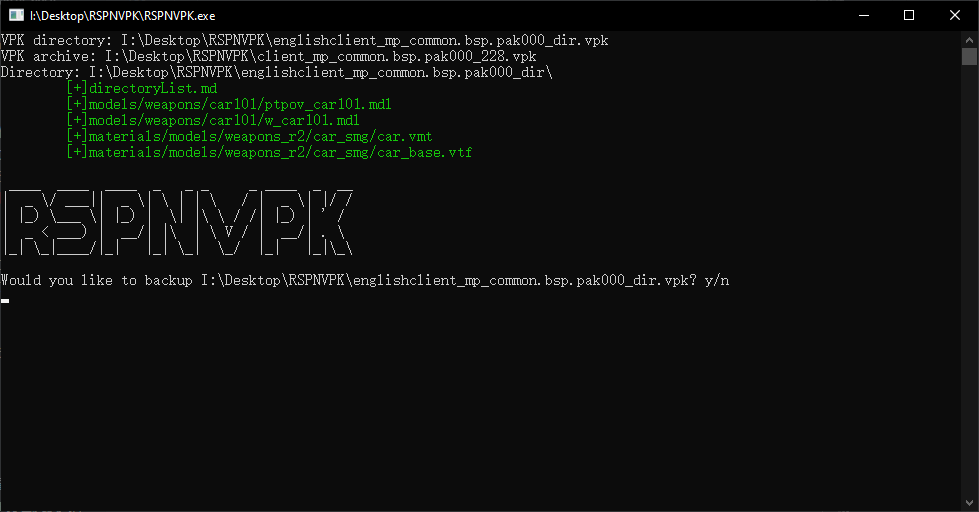 I:\Desktop\RSPNVPK\RSPNVPK.exe
VPK directory: I:\Desktop\RSPNVPK\englishclient_mp_common.bsp.pak000_dir.vpk
VPK archive: I:\Desktop\RSPNVPK\client_mp_common.bsp.pak000_228.vpk
Directory: I:\Desktop\RSPNVPK\englishclient_mp_common.bsp.pak000_dir\
[+]directoryList.md
[+]models/weapons/car101/ptpov_car101.mdl
[+]models/weapons/car101/w_car101.mdl
[+]materials/models/weapons_r2/car_smg/car.vmt
[+]materials/models/weapons_r2/car_smg/car_base.vtf
RSPNVPK
Would you like to backup I:\Desktop\RSPNVPK\englishclient_mp_common.bsp.pak000_dir.vpk? y/n